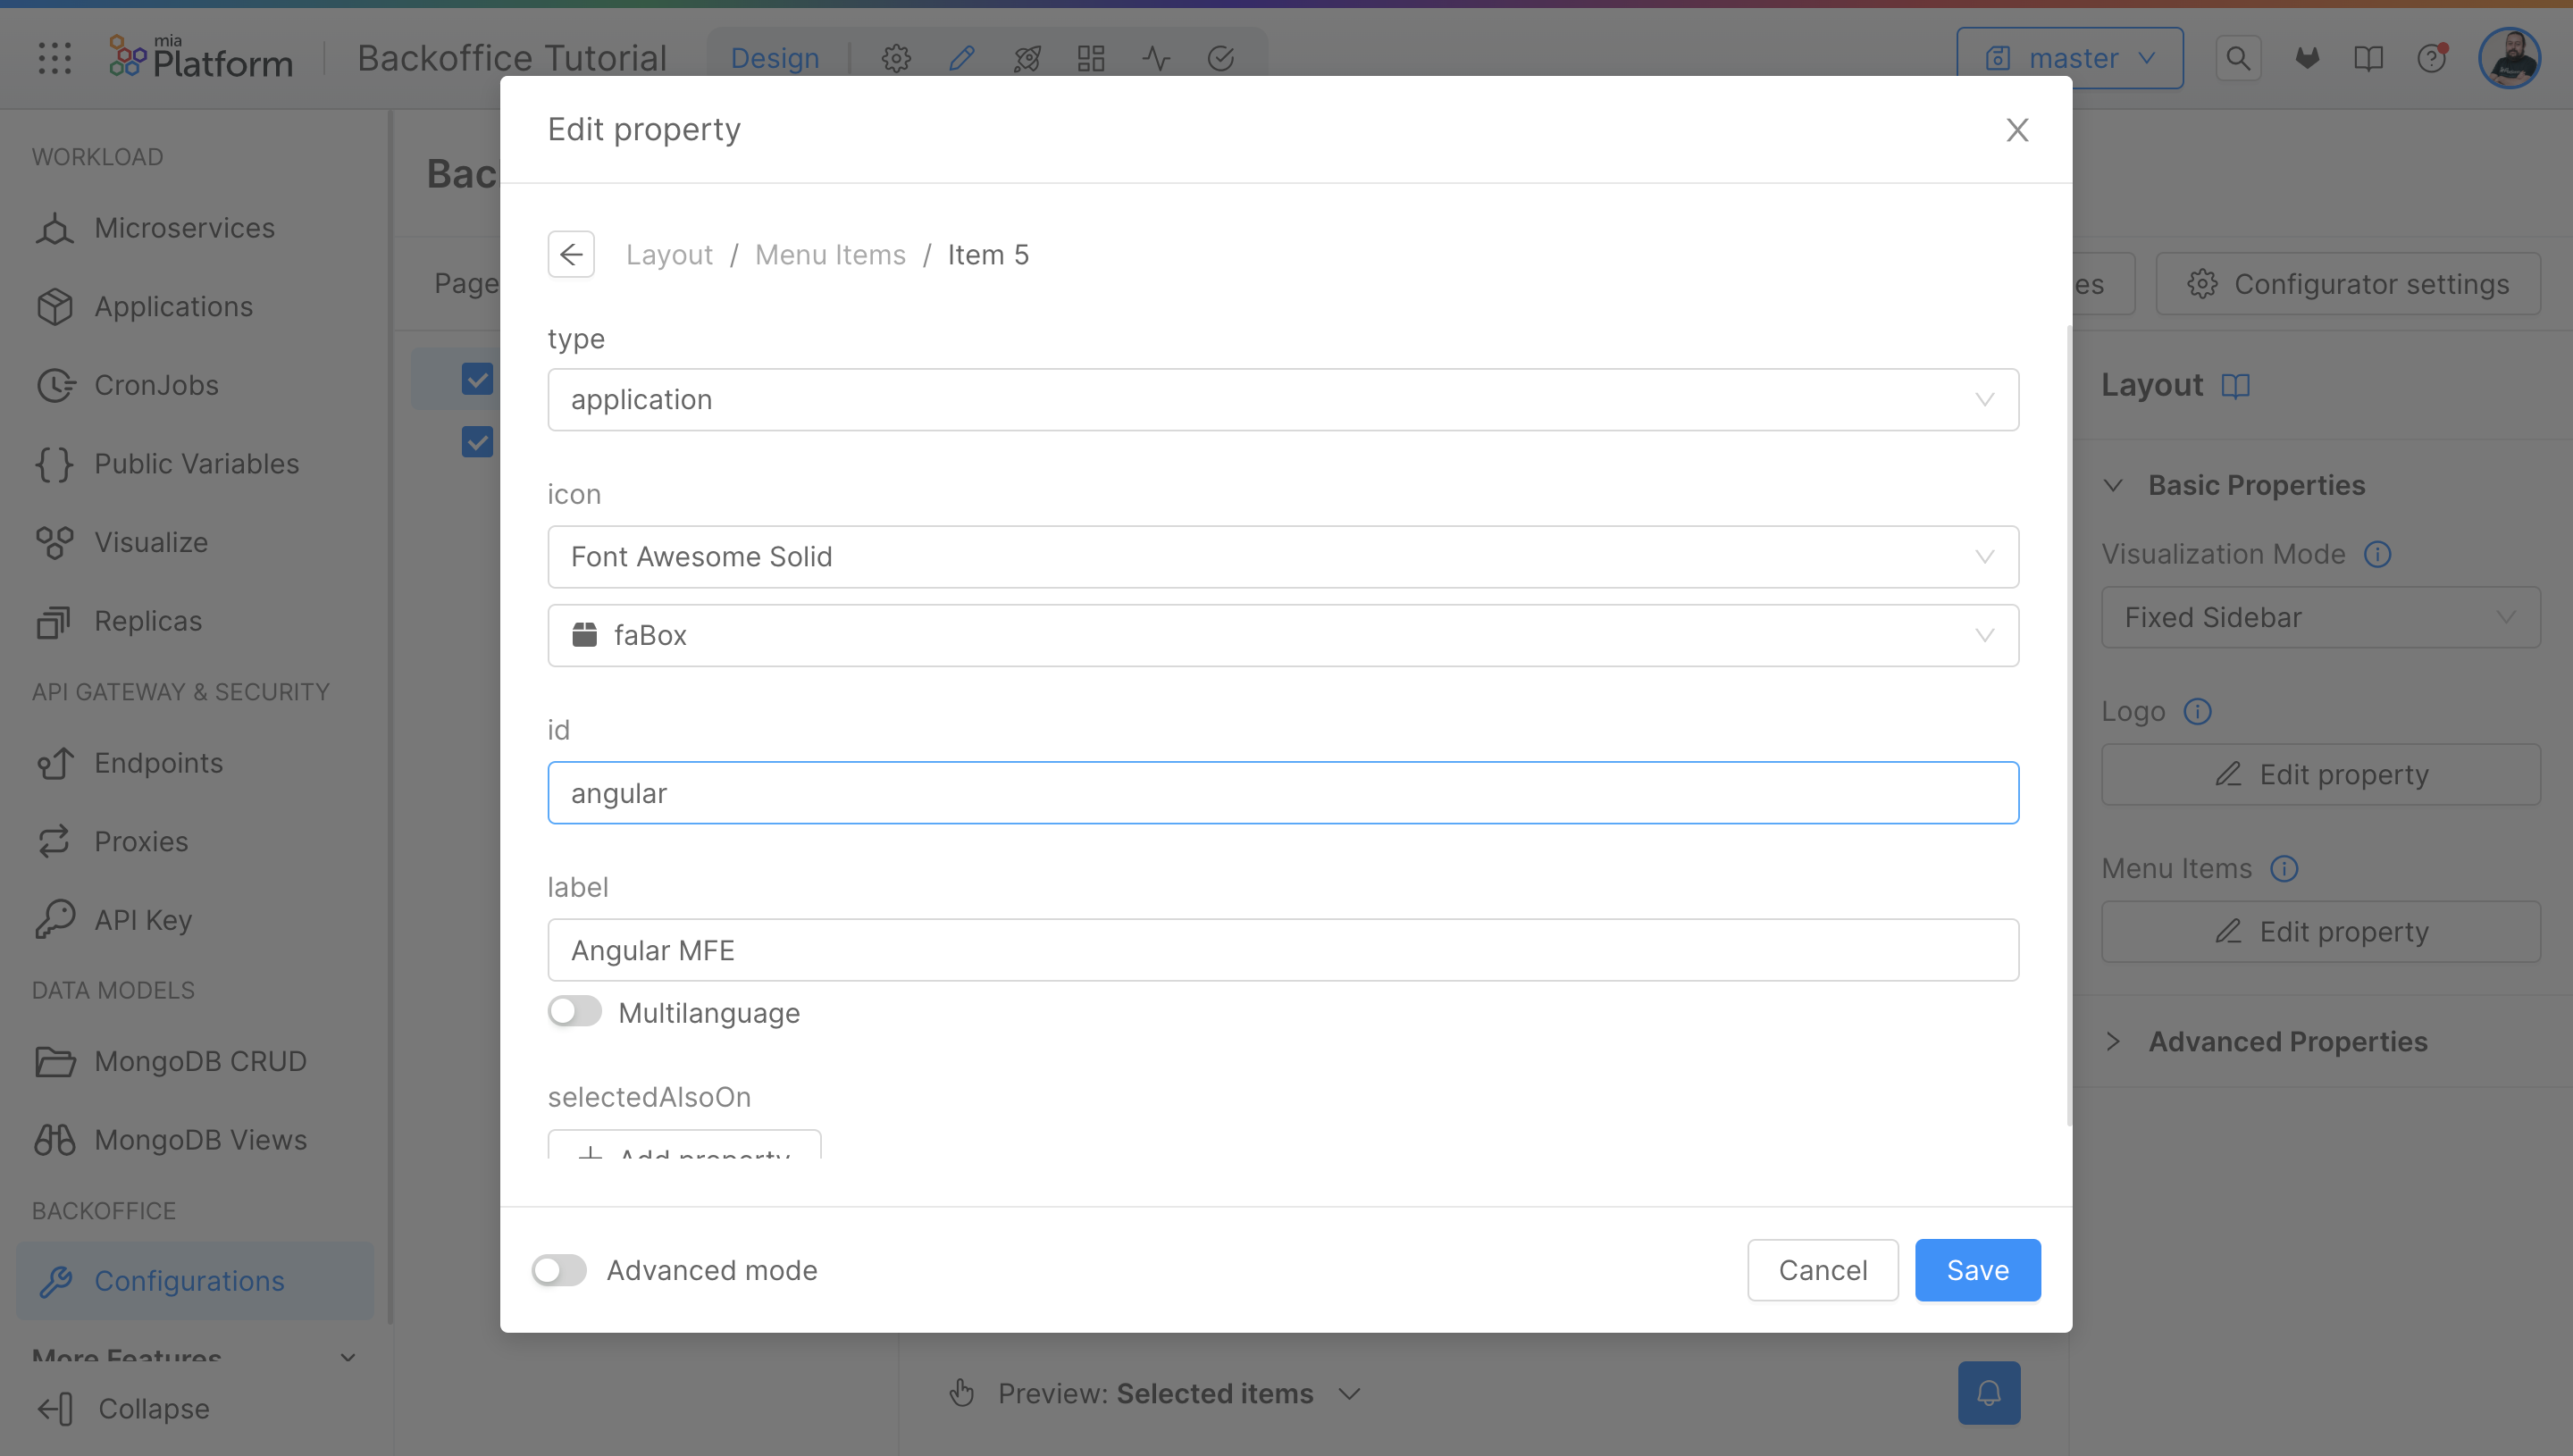 mia
Platform
Backoffice Tutorial
Design
master
WORKLOAD
Microservices
Applications
CronJobs
Public Variables
Visualize
Replicas
API GATEWAY & SECURITY
Endpoints
Proxies
API Key
DATA MODELS
MongoDB CRUD
MongoDB Views
BACKOFFICE
Configurations
More Features
Collapse
Bac
Page
Edit property
Layout / Menu Items / Item 5
type
application
icon
Font Awesome Solid
faBox
id
angular
label
Angular MFE
Multilanguage
selectedAlsoOn
Add property
Advanced mode
Cancel
Save
Preview: Selected items
es
Configurator settings
Layout
Basic Properties
Visualization Mode
Fixed Sidebar
Logo
Edit property
Menu Items
Edit property
Advanced Properties